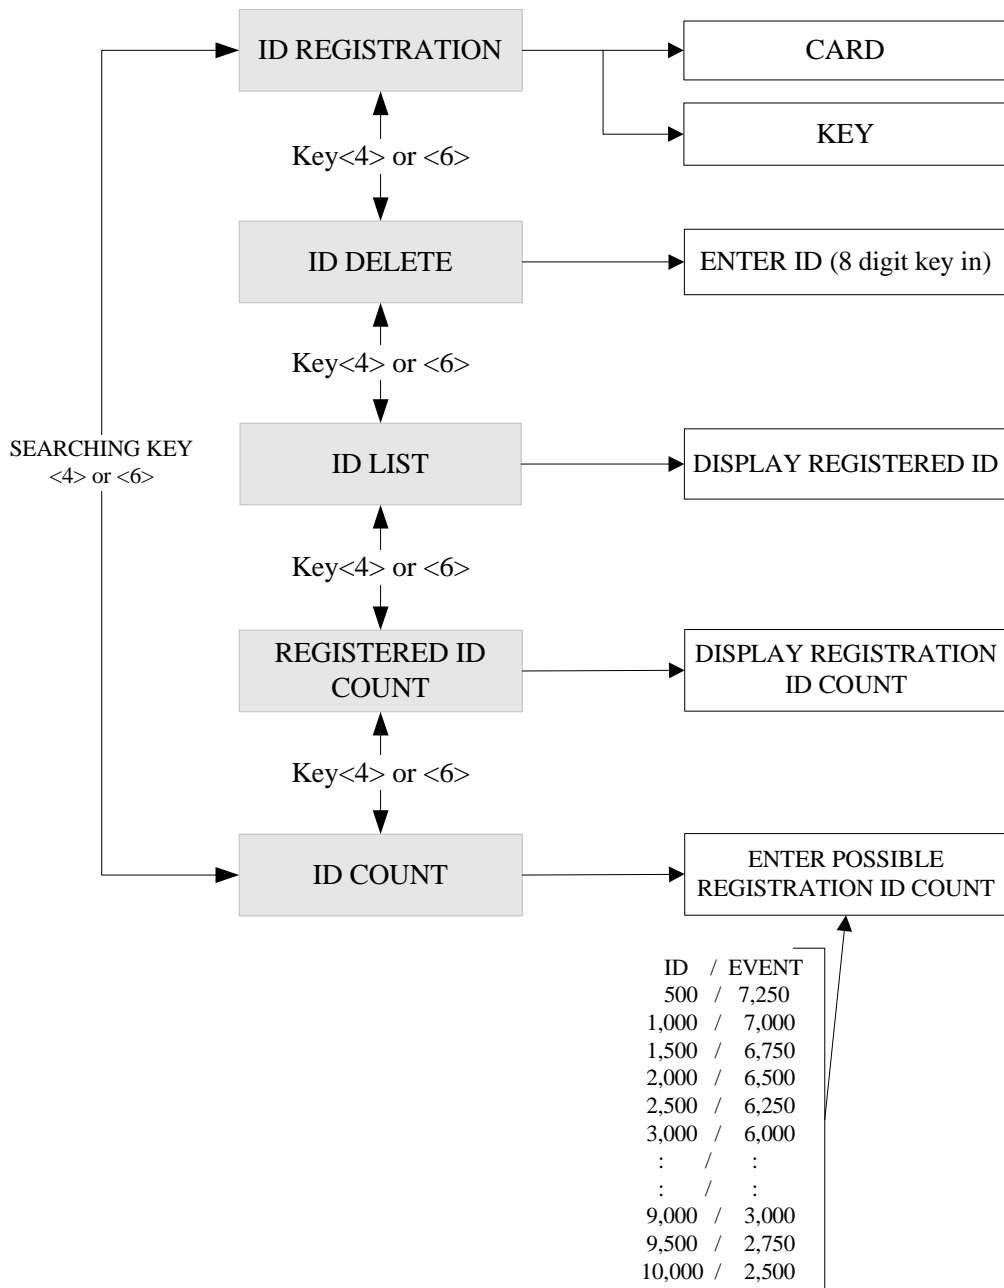 ID REGISTRATION
CARD
KEY
Key<4> or <6>
ID DELETE
ENTER ID (8 digit key in)
Key<4> or <6>
SEARCHING KEY
<4> or <6>
ID LIST
DISPLAY REGISTERED ID
Key<4> or <6>
REGISTERED ID
COUNT
DISPLAY REGISTRATION
ID COUNT
Key<4> or <6>
ID COUNT
ENTER POSSIBLE
REGISTRATION ID COUNT
ID / EVENT
500 / 7,250
1,000 / 7,000
1,500 / 6,750
2,000 / 6,500
2,500 / 6,250
3,000 / 6,000
: / :
: / :
9,000 / 3,000
9,500 / 2,750
10,000 / 2,500